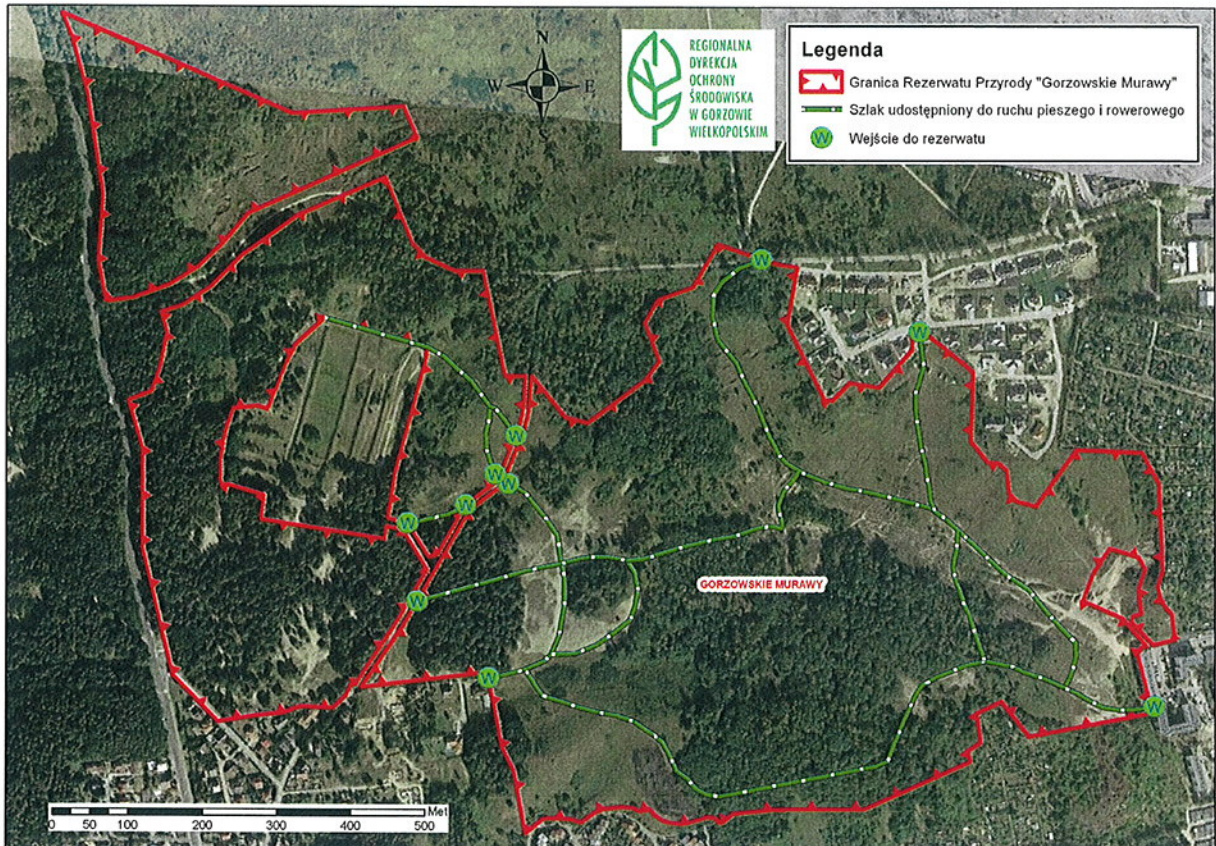 N
W
E
S
REGIONALNA
DYREKCJA
OCHRONY
ŚRODOWISKA
W GORZOWIE
WIELKOPOLSKIM
Legenda
Granica Rezerwatu Przyrody "Gorzowskie Murawy"
Szlak udostępniony do ruchu pieszego i rowerowego
W Wejście do rezerwatu
W
W
W
W
W
W
W
W
W
W
GORZOWSKIE MURAWY
Met
0 50 100 200 300 400 500